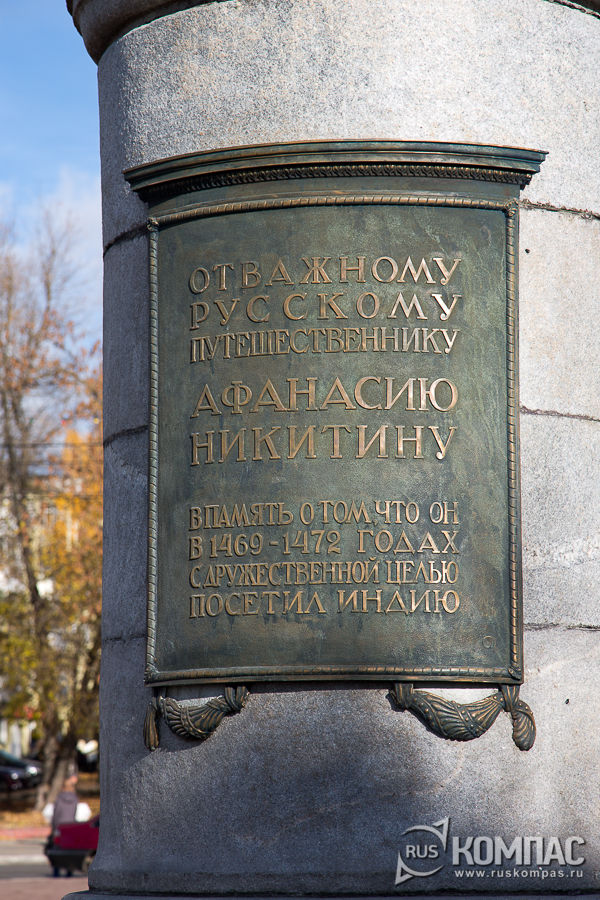 ОТВАЖНОМУ
РУССКОМУ
ПУТЕШЕСТВЕННИКУ
АФАНАСИЮ
НИКИТИНУ
В ПАМЯТЬ О ТОМ, ЧТО ОН
В 1469-1472 ГОДАХ
С ДРУЖЕСТВЕННОЙ ЦЕЛЬЮ
ПОСЕТИЛ ИНДИЮ
RUS КОМПАС
www.ruskompas.ru